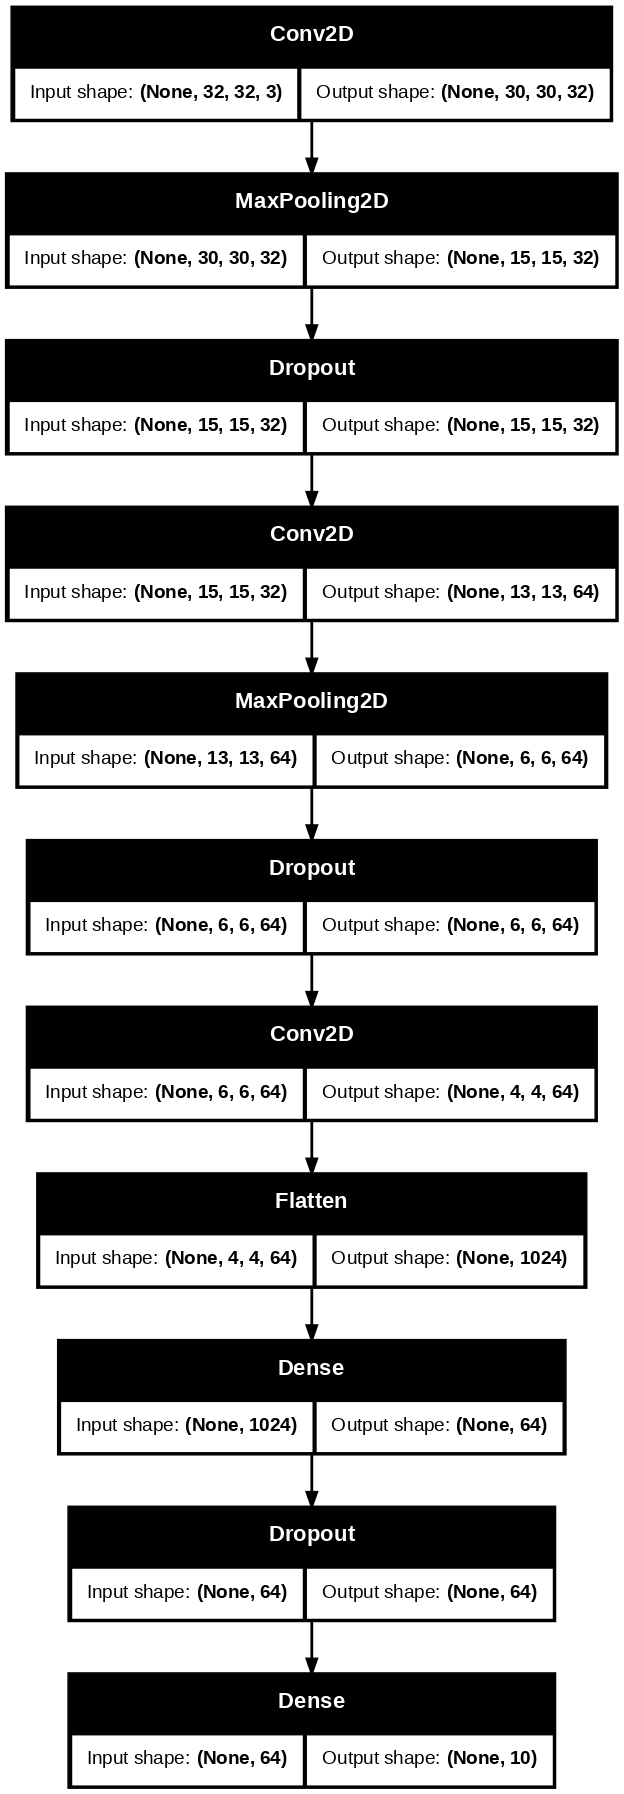 Conv2D
Input shape: (None, 32, 32, 3) Output shape: (None, 30, 30, 32)
MaxPooling2D
Input shape: (None, 30, 30, 32) Output shape: (None, 15, 15, 32)
Dropout
Input shape: (None, 15, 15, 32) Output shape: (None, 15, 15, 32)
Conv2D
Input shape: (None, 15, 15, 32) Output shape: (None, 13, 13, 64)
MaxPooling2D
Input shape: (None, 13, 13, 64) Output shape: (None, 6, 6, 64)
Dropout
Input shape: (None, 6, 6, 64) Output shape: (None, 6, 6, 64)
Conv2D
Input shape: (None, 6, 6, 64) Output shape: (None, 4, 4, 64)
Flatten
Input shape: (None, 4, 4, 64) Output shape: (None, 1024)
Dense
Input shape: (None, 1024) Output shape: (None, 64)
Dropout
Input shape: (None, 64) Output shape: (None, 64)
Dense
Input shape: (None, 64) Output shape: (None, 10)